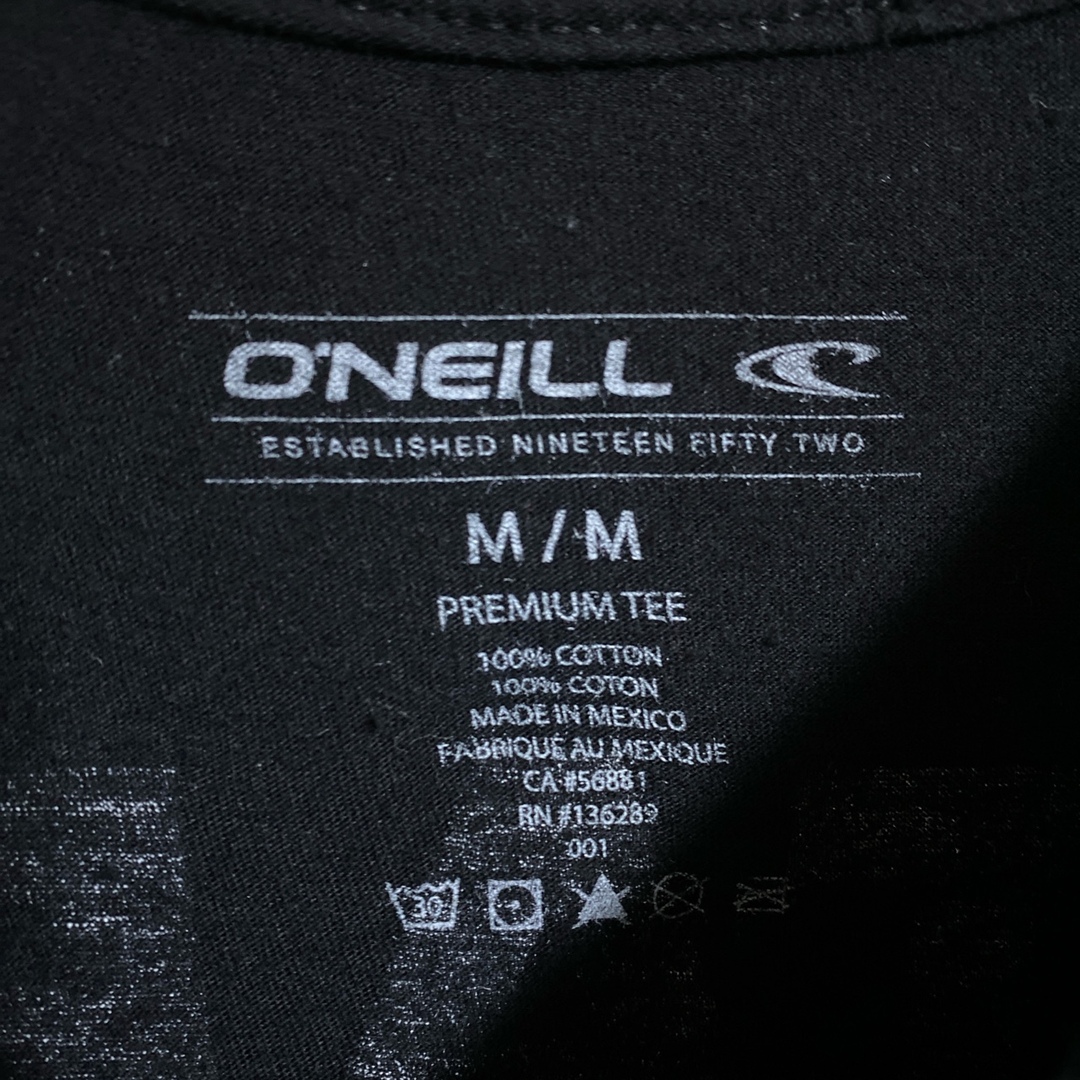 O'NEILL
ESTABLISHED NINETEEN FIFTY TWO
M / M
PREMIUM TEE
100% COTTON
100% COTON
MADE IN MEXICO
FABRIQUE AU MEXIQUE
CA #56881
RN #136289
001
30